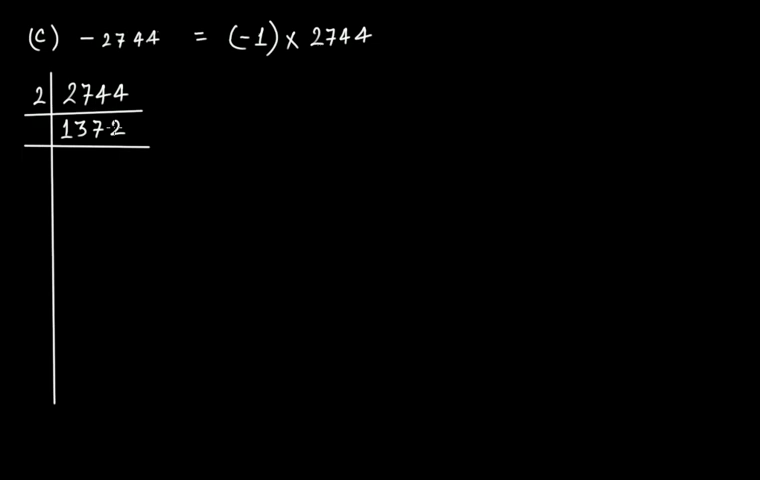 (c) - 2744 = (-1) × 2744
2 | 2744
1372